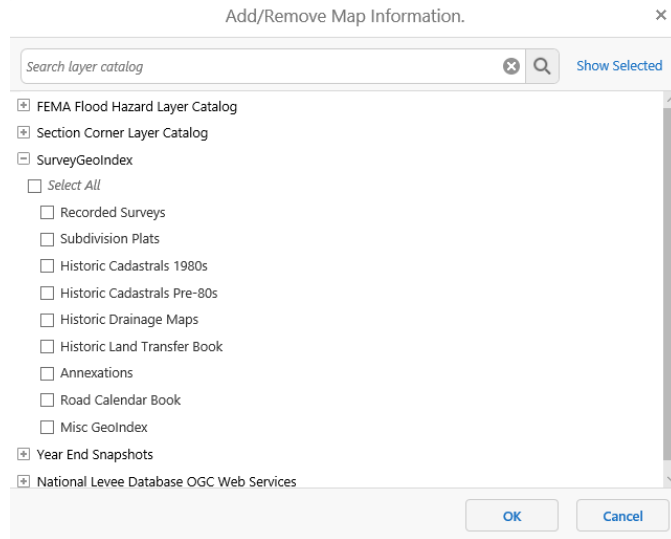 Add/Remove Map Information.
Search layer catalog
Show Selected
FEMA Flood Hazard Layer Catalog
Section Corner Layer Catalog
SurveyGeoIndex
Select All
Recorded Surveys
Subdivision Plats
Historic Cadastrals 1980s
Historic Cadastrals Pre-80s
Historic Drainage Maps
Historic Land Transfer Book
Annexations
Road Calendar Book
Misc GeoIndex
Year End Snapshots
National Levee Database OGC Web Services
OK
Cancel